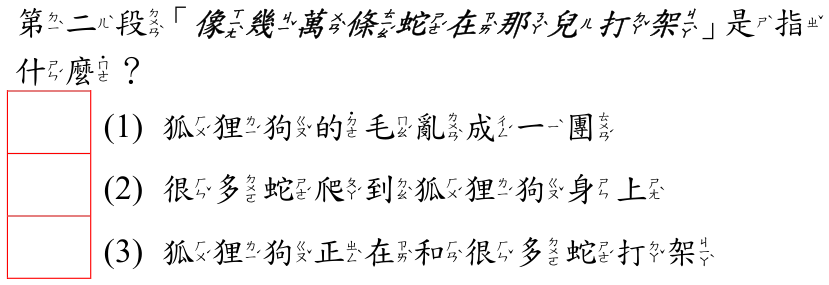 第二段「像幾萬條蛇在那兒打架」是指
什麼？
(1) 狐狸狗的毛亂成一團
(2) 很多蛇爬到狐狸狗身上
(3) 狐狸狗正在和很多蛇打架